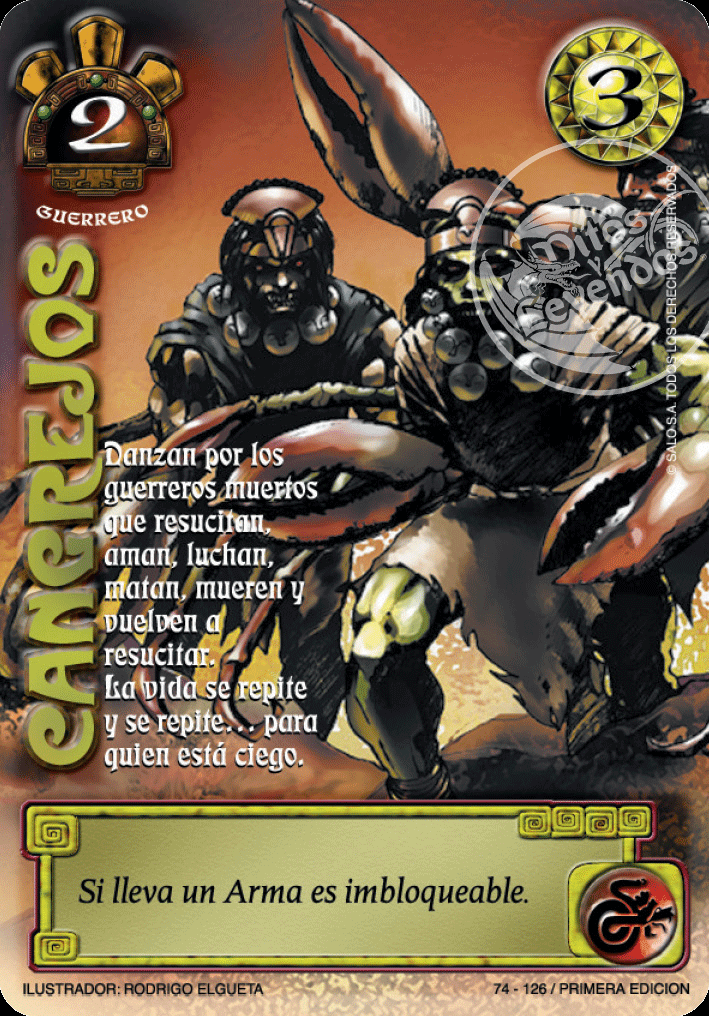 2
3
GUERRERO
Mitos
y
Leyendas
© SALO S.A. TODOS LOS DERECHOS RESERVADOS
CANGREJOS
Danzan por los
guerreros muertos
que resucitan,
aman, luchan,
matan, mueren y
vuelven a
resucitar.
La vida se repite
y se repite... para
quien está ciego.
Si lleva un Arma es imbloqueable.
ILUSTRADOR: RODRIGO ELGUETA
74 - 126 / PRIMERA EDICION